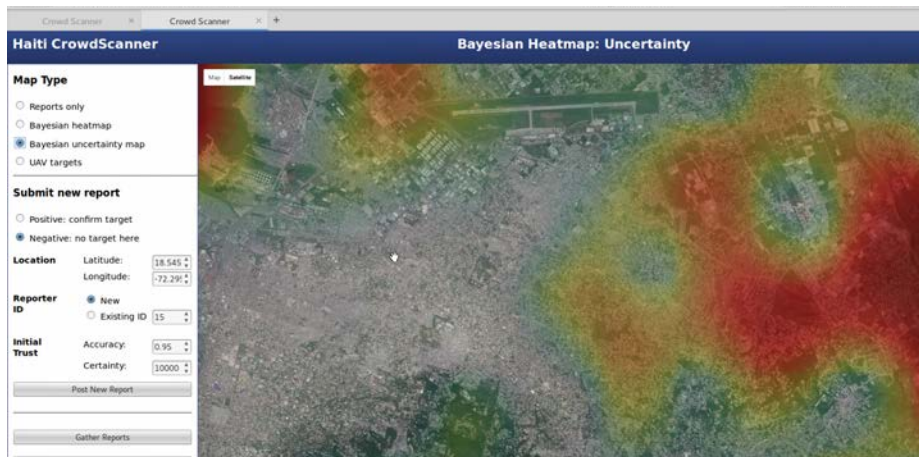 Crowd Scanner × Crowd Scanner × +
Haiti CrowdScanner Bayesian Heatmap: Uncertainty
Map Type
Map Satellite
Reports only
Bayesian heatmap
Bayesian uncertainty map
UAV targets
Submit new report
Positive: confirm target
Negative: no target here
Location Latitude: 18.545
Longitude: -72.29
Reporter ID New
Existing ID 15
Initial Trust Accuracy: 0.95
Certainty: 10000
Post New Report
Gather Reports